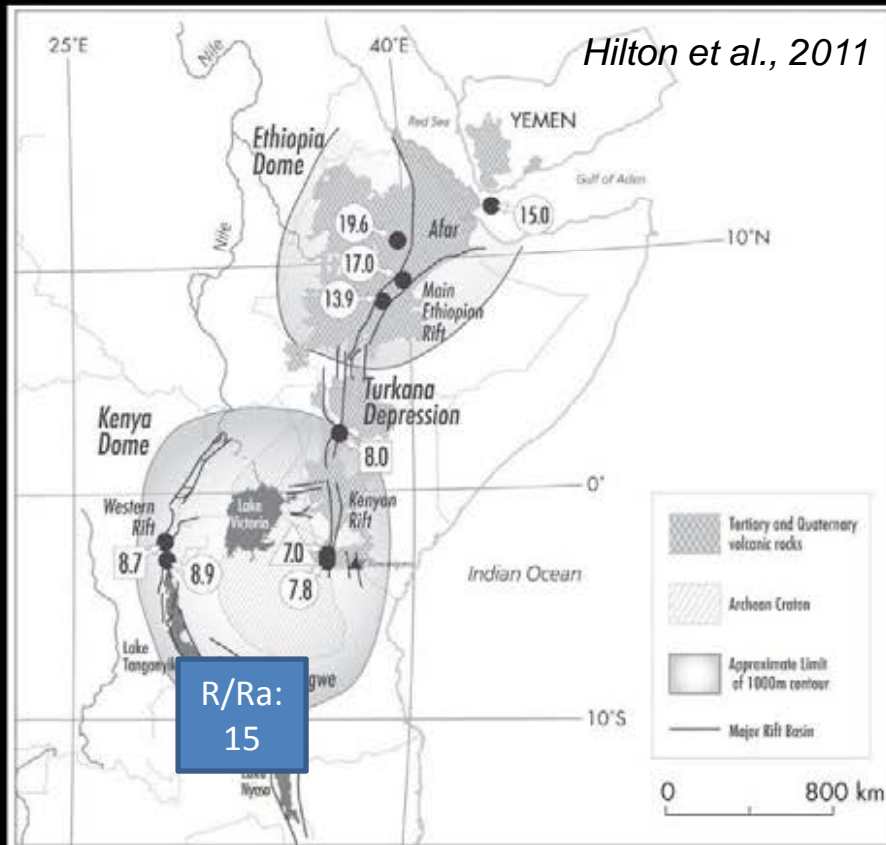 Hilton et al., 2011
25°E
40°E
Nile
Red Sea
YEMEN
Ethiopia
Dome
Gulf of Aden
Nile
19.6
Afar
15.0
10°N
17.0
13.9
Main
Ethiopian
Rift
Turkana
Depression
Kenya
Dome
8.0
0°
Western
Rift
Lake
Victoria
Kenyan
Rift
7.0
8.7
8.9
7.8
Indian Ocean
Lake
Tanganyik
R/Ra:
15
gwe
10°S
Nyasa
Tertiary and Quaternary
volcanic rocks
Archean Craton
Approximate Limit
of 1000m contour
Major Rift Basin
0 800 km